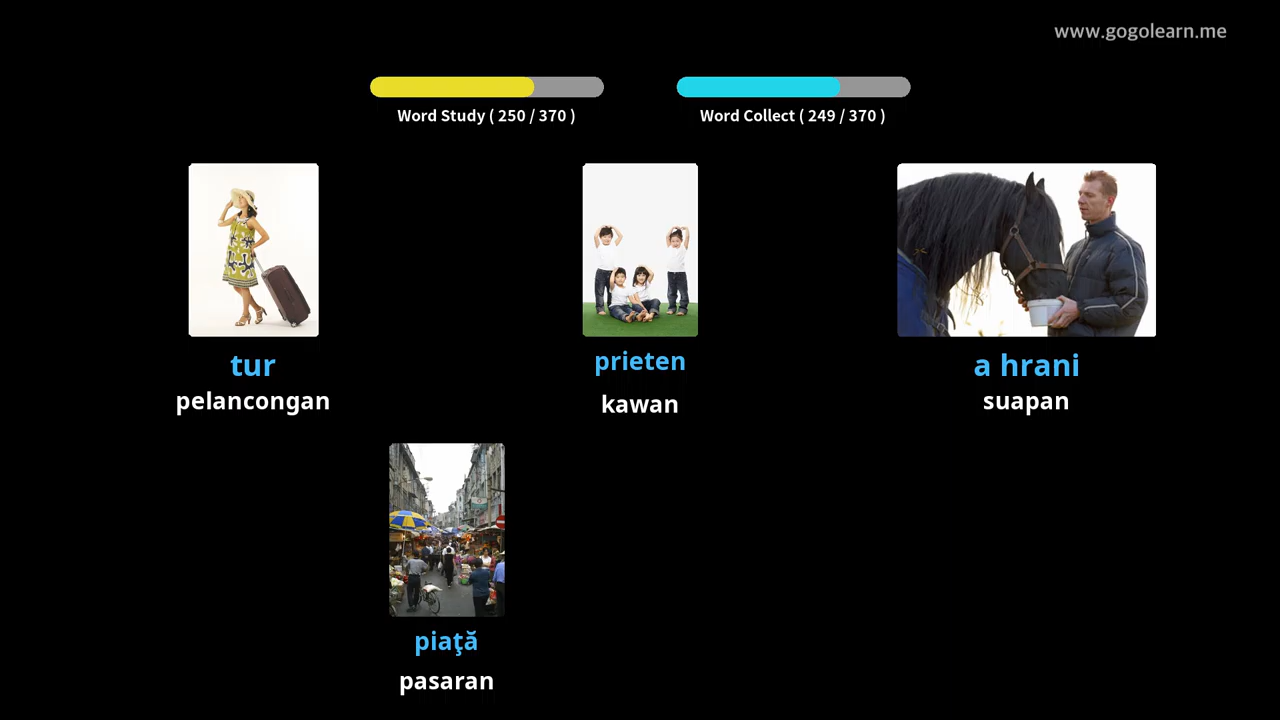 www.gogolearn.me
Word Study ( 250 / 370 )
Word Collect ( 249 / 370 )
tur
pelancongan
prieten
kawan
a hrani
suapan
piaţă
pasaran